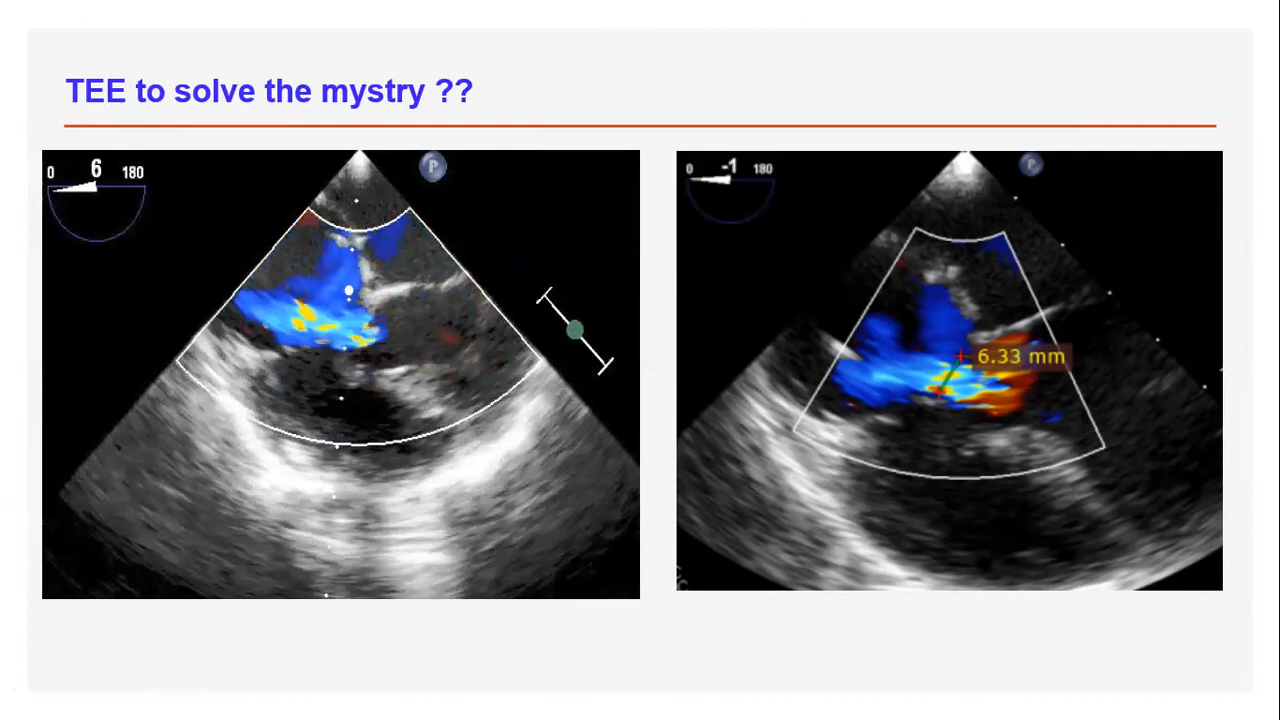 TEE to solve the mystry ??
0 6 180
P
0 -1 180
P
6.33 mm